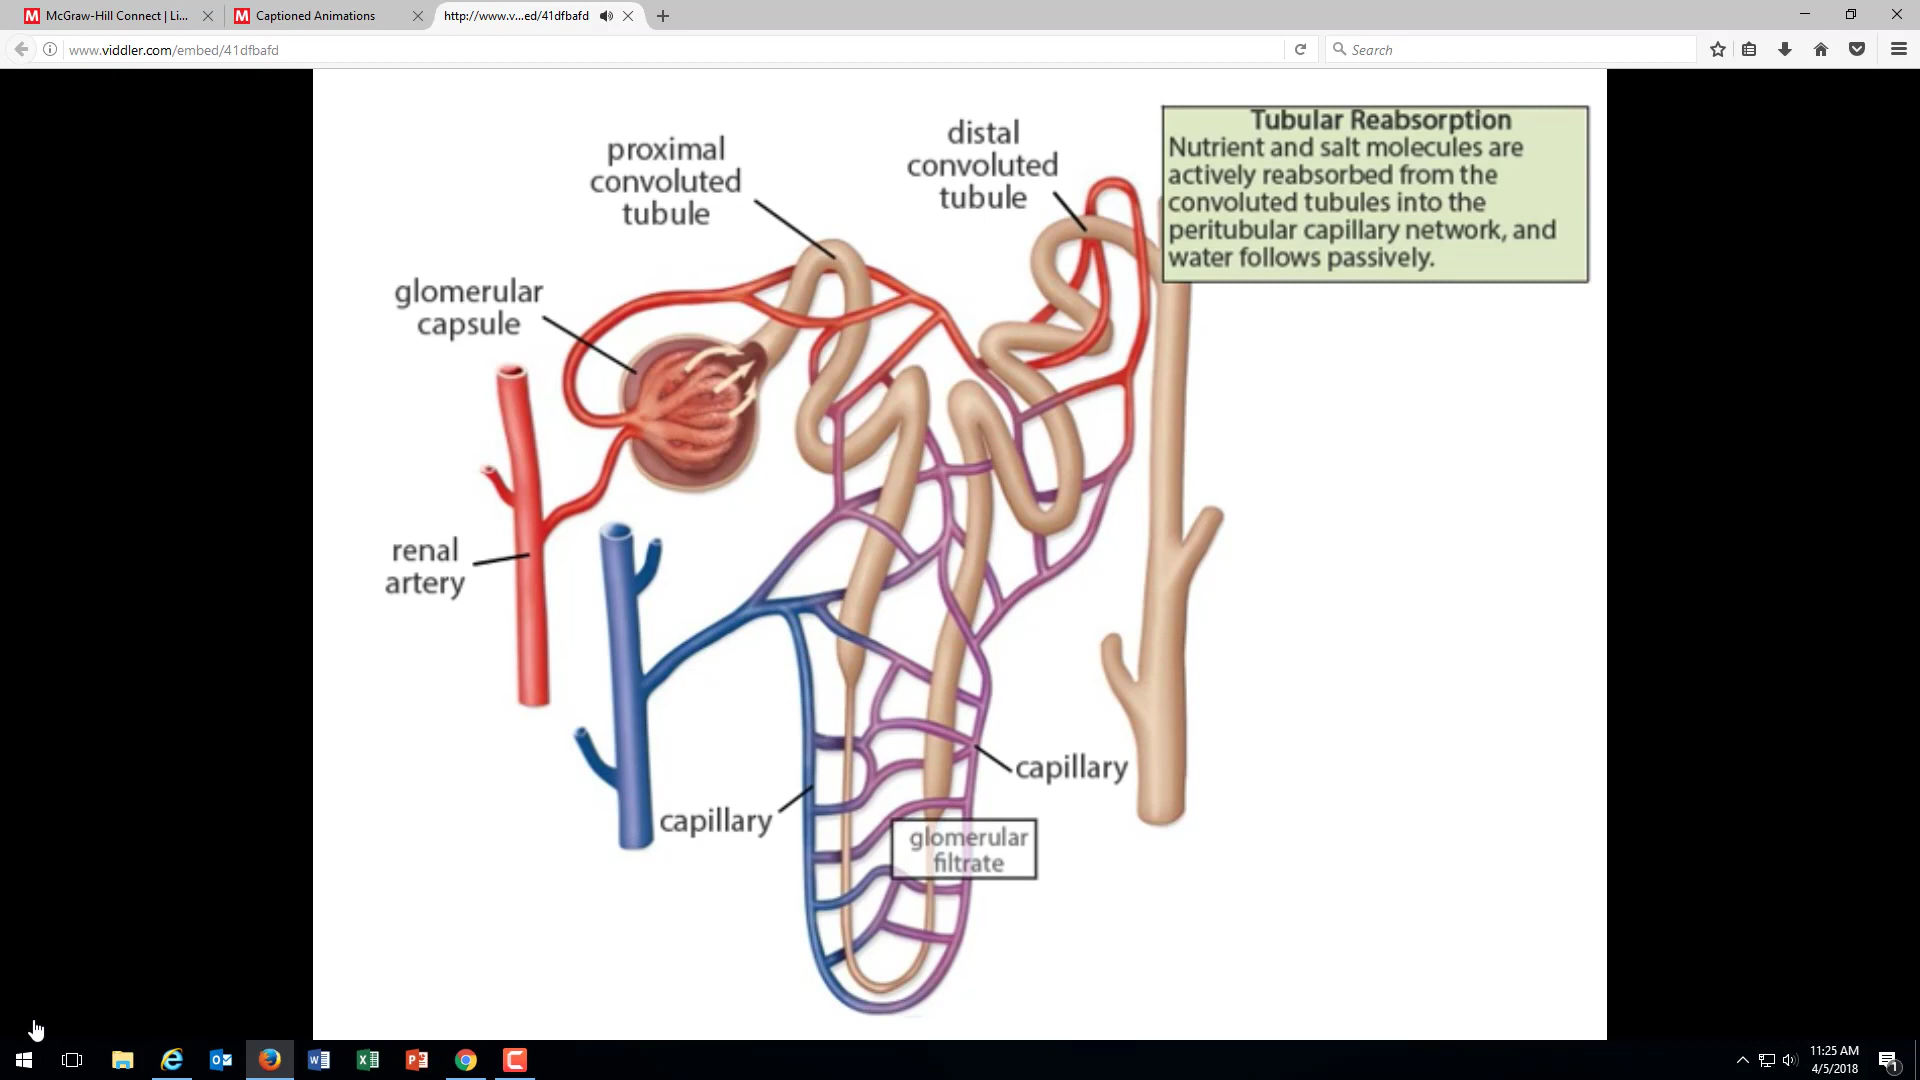 McGraw-Hill Connect | Li...
Captioned Animations
http://www.v...ed/41dfbafd
www.viddler.com/embed/41dfbafd
Search
proximal
convoluted
tubule
distal
convoluted
tubule
Tubular Reabsorption
Nutrient and salt molecules are
actively reabsorbed from the
convoluted tubules into the
peritubular capillary network, and
water follows passively.
glomerular
capsule
renal
artery
capillary
capillary
glomerular
filtrate
11:25 AM
4/5/2018
1